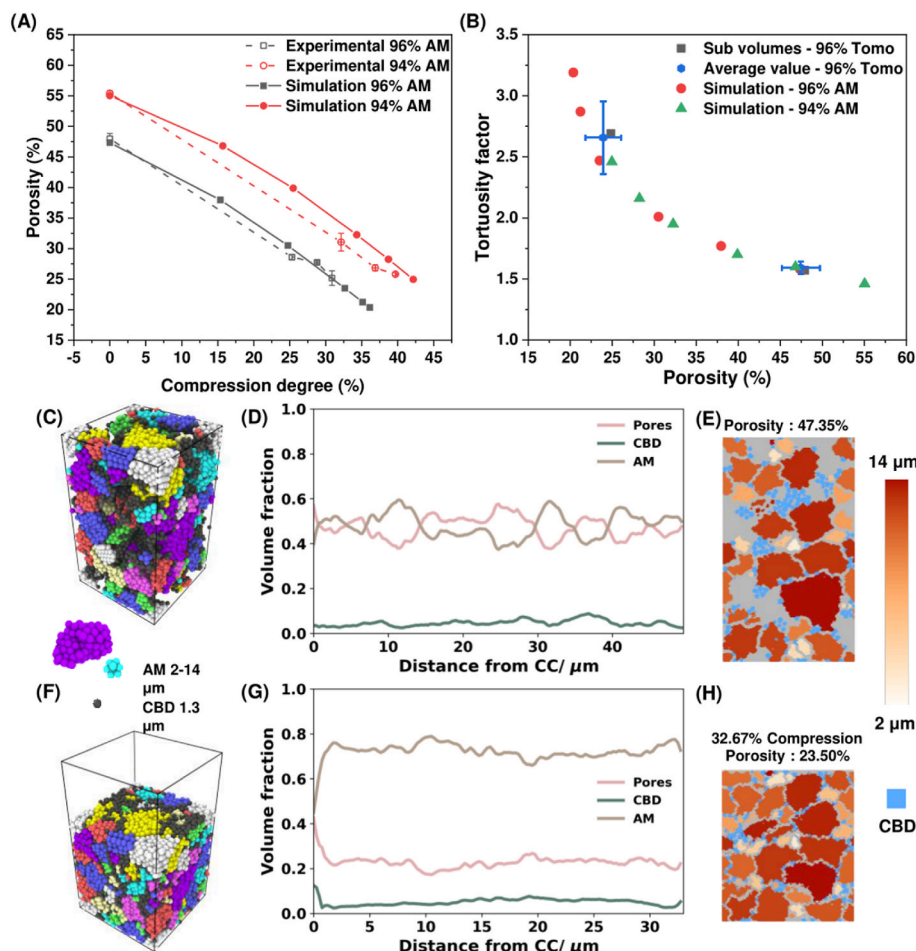 (A)
65
60
55
50
45
40
35
30
25
20
15
Porosity (%)
Experimental 96% AM
Experimental 94% AM
Simulation 96% AM
Simulation 94% AM
-5 0 5 10 15 20 25 30 35 40 45
Compression degree (%)
(B)
3.5
3.0
2.5
2.0
1.5
1.0
Tortuosity factor
Sub volumes - 96% Tomo
Average value - 96% Tomo
Simulation - 96% AM
Simulation - 94% AM
15 20 25 30 35 40 45 50 55 60
Porosity (%)
(C)
AM 2-14
µm
CBD 1.3
µm
(D)
1.0
0.8
0.6
0.4
0.2
0.0
Volume fraction
Pores
CBD
AM
0 10 20 30 40
Distance from CC/ µm
(E)
Porosity : 47.35%
14 µm
2 µm
(F)
(G)
1.0
0.8
0.6
0.4
0.2
0.0
Volume fraction
Pores
CBD
AM
0 5 10 15 20 25 30
Distance from CC/ µm
(H)
32.67% Compression
Porosity : 23.50%
CBD